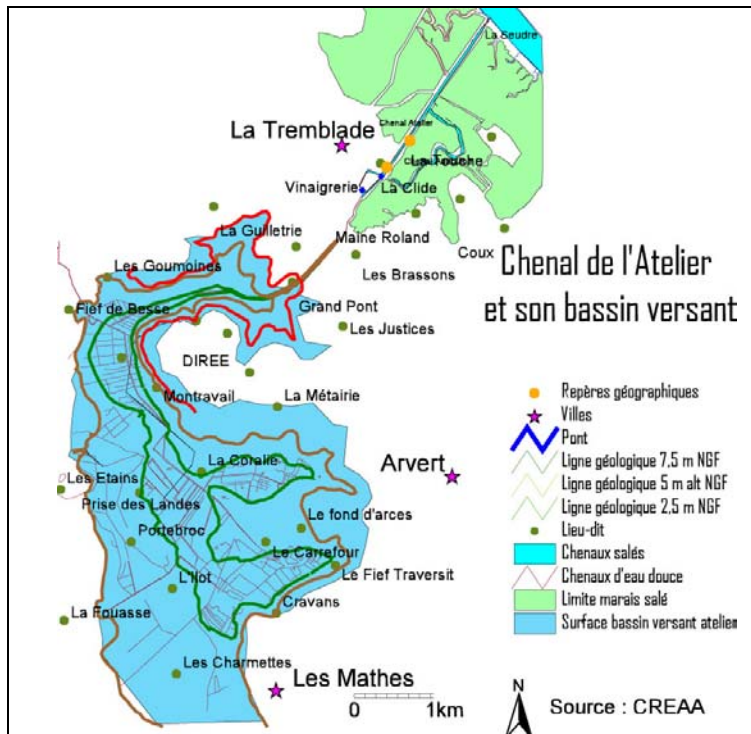 La Seudre
Chenal Atelier
La Tremblade
La Touche
Vinaigrerie
La Clide
La Guilletrie
Maine Roland
Coux
Les Goumoines
Les Brassons
Chenal de l'Atelier
et son bassin versant
Fief de Besse
Grand Pont
Les Justices
DIREE
Montravail
La Métairie
Repères géographiques
Villes
Pont
Ligne géologique 7,5 m NGF
Ligne géologique 5 m alt NGF
Ligne géologique 2,5 m NGF
Lieu-dit
Chenaux salés
Chenaux d'eau douce
Limite marais salé
Surface bassin versant atelier
La Coralie
Arvert
Les Etains
Prise des Landes
Le fond d'arces
Portebroc
Le Carrefour
L'Ilot
Le Fief Traversit
La Fouasse
Cravans
Les Charmettes
Les Mathes
0 1km
N
Source : CREAA